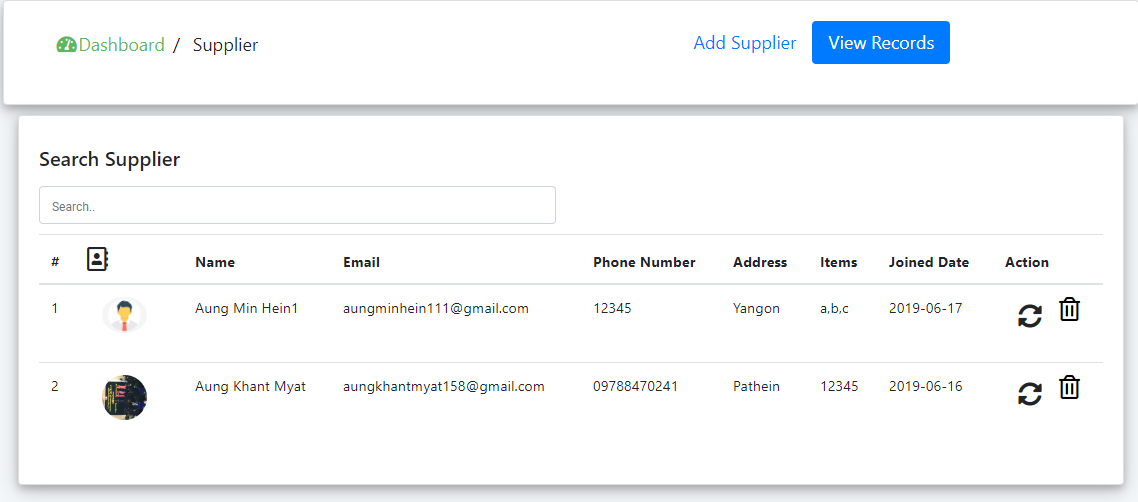 Dashboard / Supplier Add Supplier View Records
Search Supplier
Search..
# Name Email Phone Number Address Items Joined Date Action
1 Aung Min Hein1 aungminhein111@gmail.com 12345 Yangon a,b,c 2019-06-17
2 Aung Khant Myat aungkhantmyat158@gmail.com 09788470241 Pathein 12345 2019-06-16